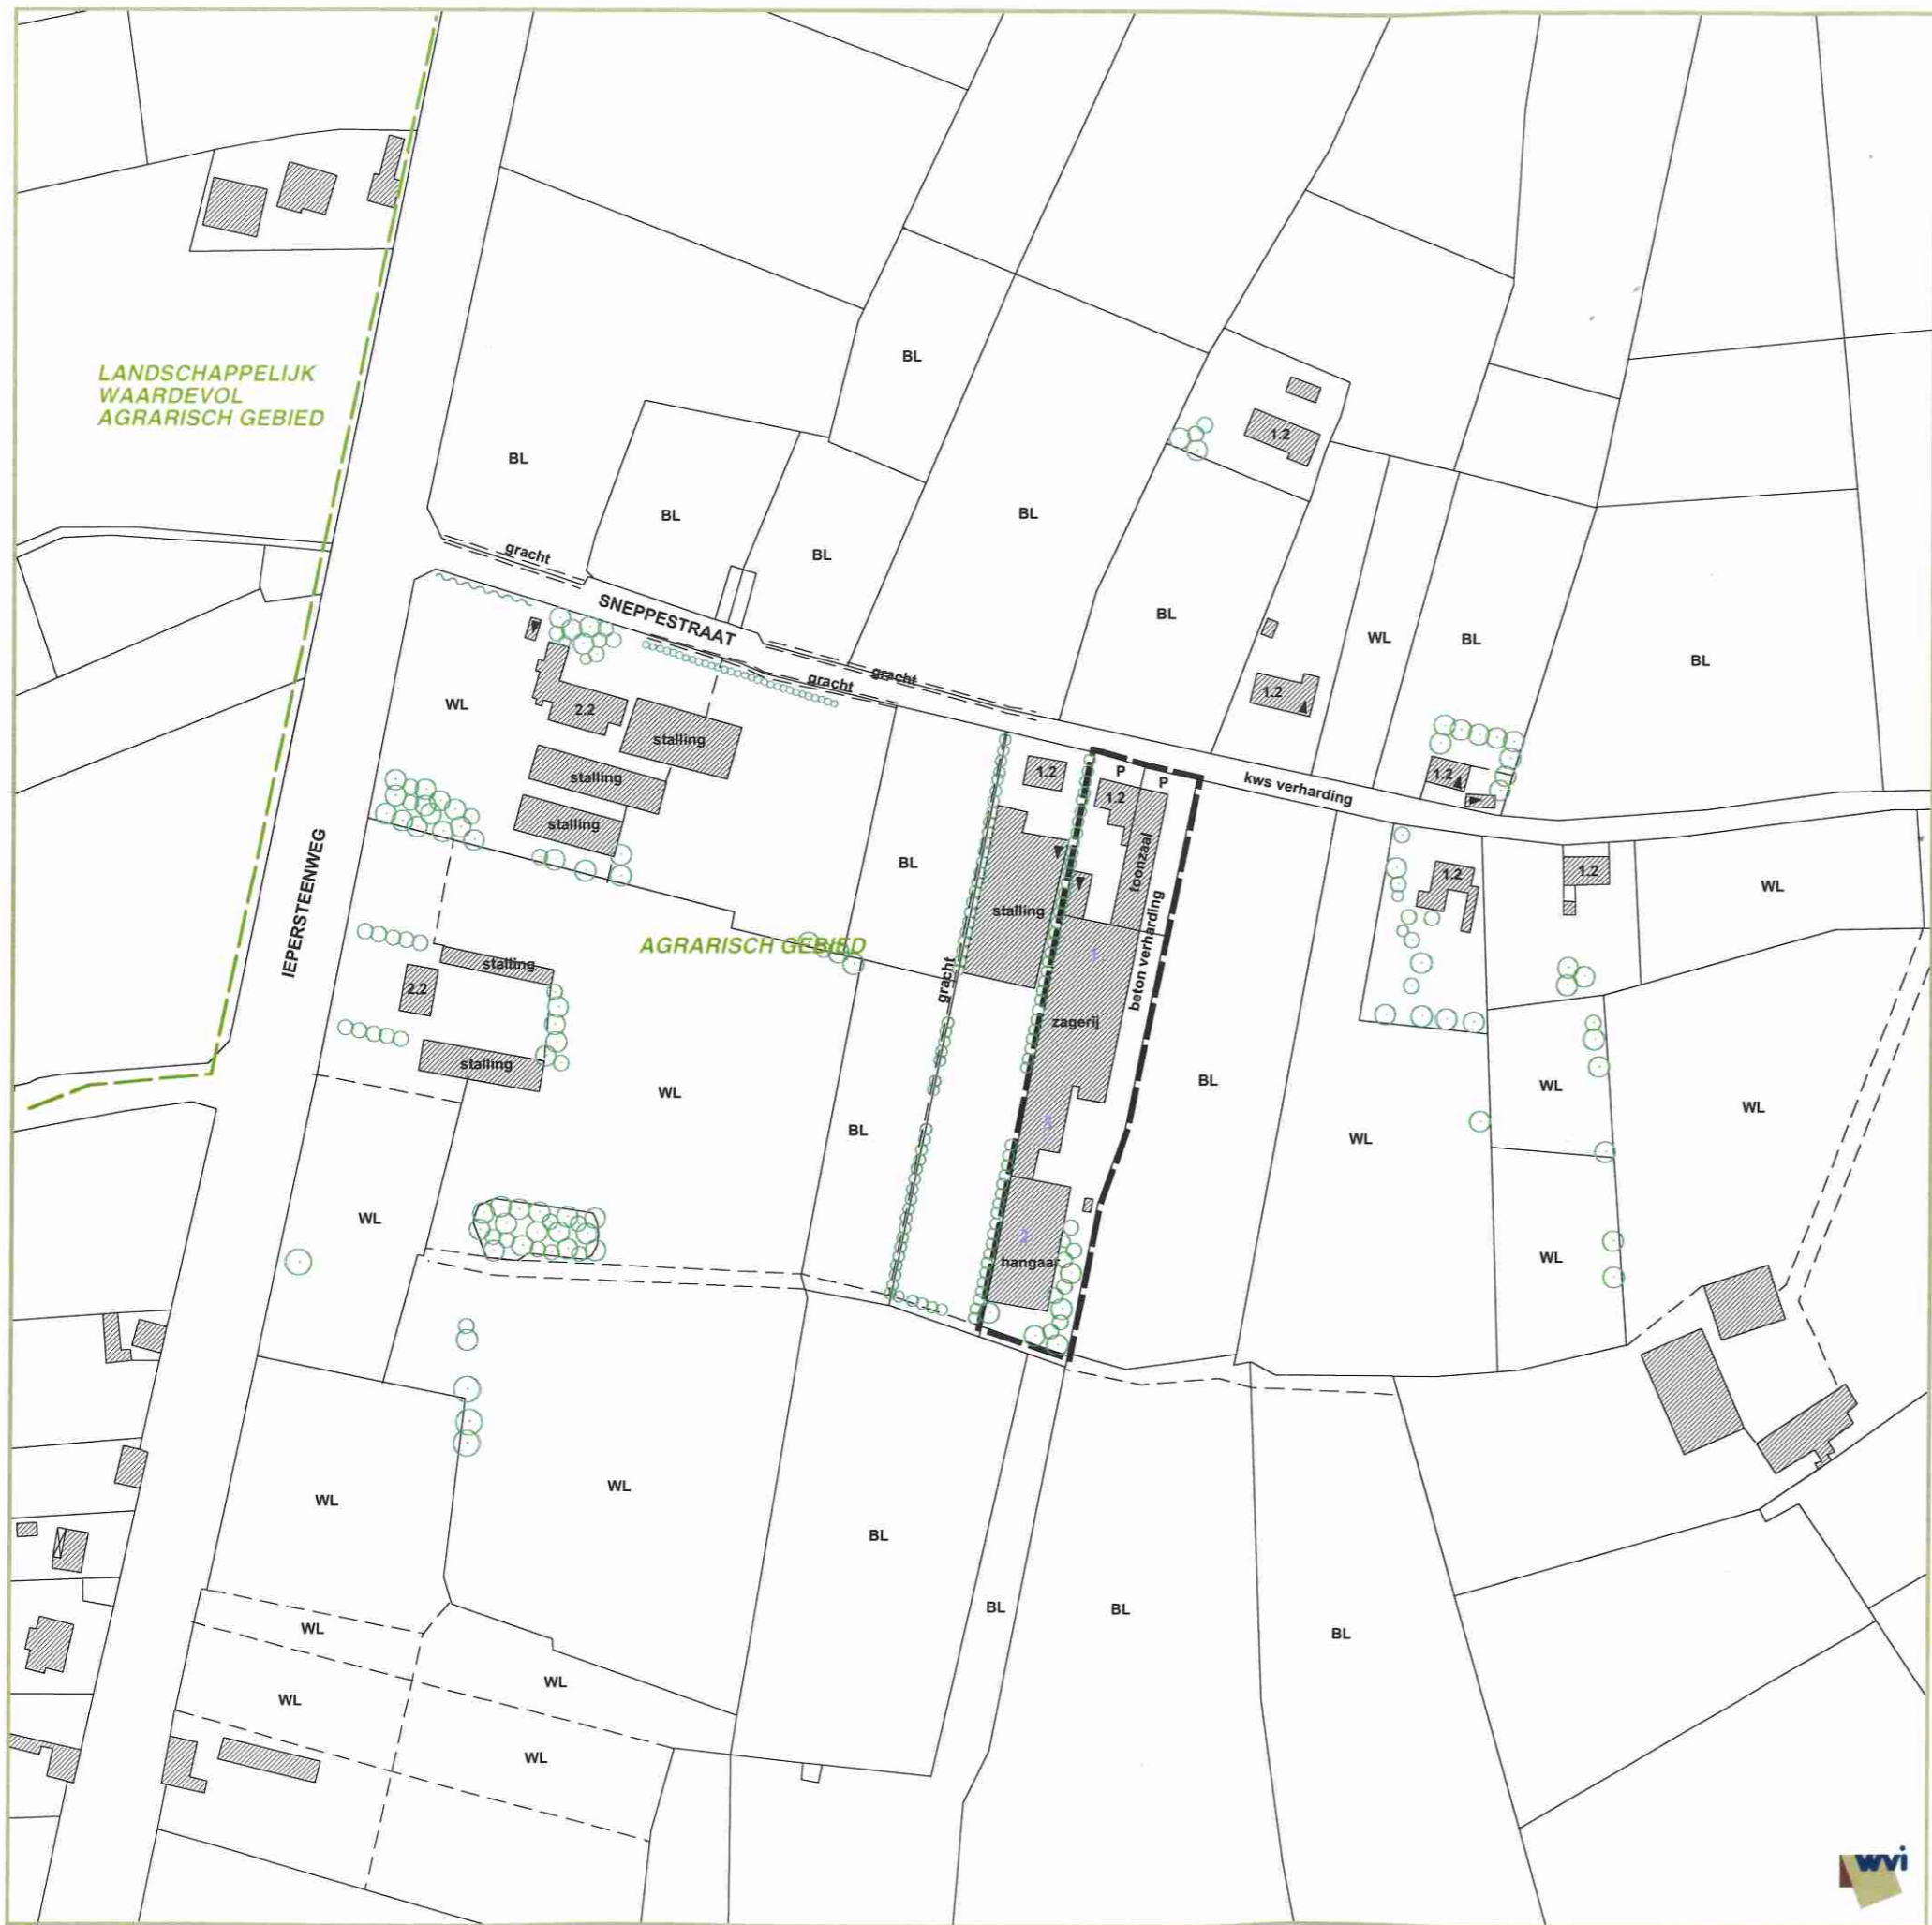 LANDSCHAPPELIJK
WAARDEVOL
AGRARISCH GEBIED
BL
BL
1.2
BL
BL
BL
BL
gracht
SNEPPESTRAAT
BL
WL
BL
BL
gracht
gracht
1.2
WL
2.2
stalling
stalling
stalling
1.2
P
P
1.2
kws verharding
1.2
IEPERSTEENWEG
BL
toonzaal
1.2
1.2
WL
stalling
AGRARISCH GEBIED
beton verharding
gracht
stalling
2.2
zagerij
stalling
WL
BL
BL
WL
WL
WL
WL
WL
2
hangaar
WL
WL
WL
BL
BL
BL
BL
WL
WL
WL
WL
wvi